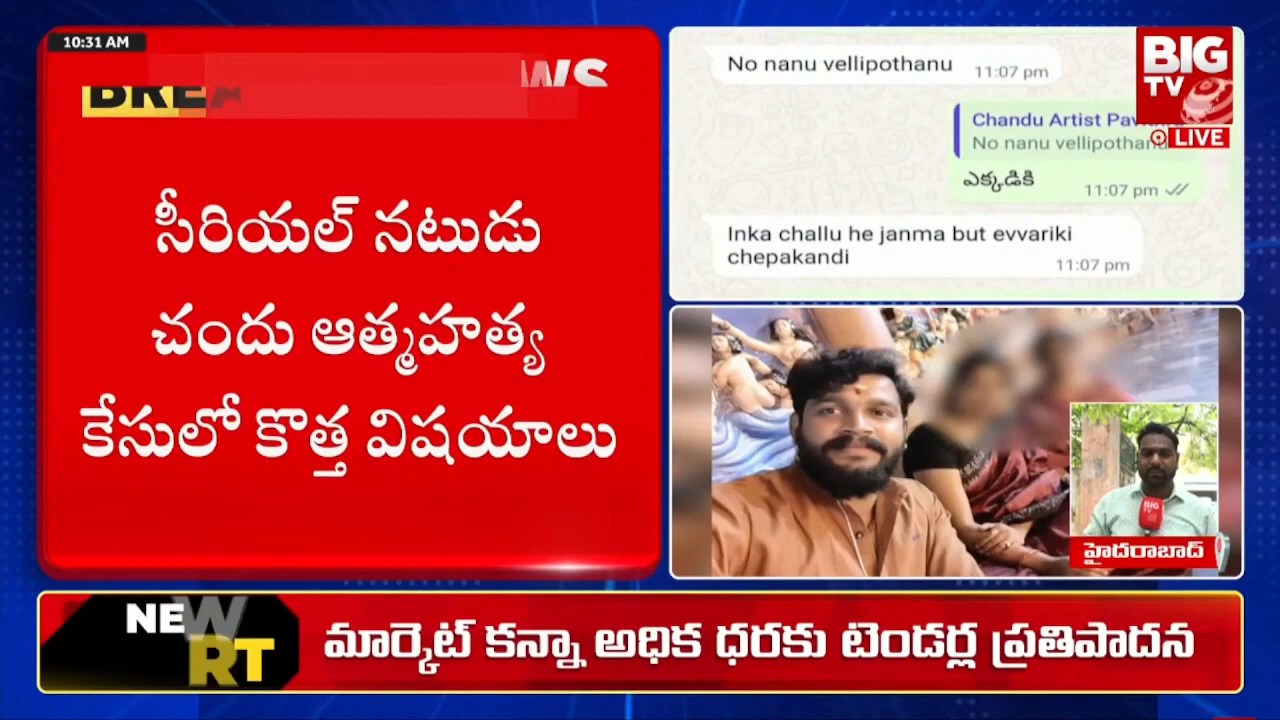 10:31 AM
సీరియల్ నటుడు
చందు ఆత్మహత్య
కేసులో కొత్త విషయాలు
No nanu vellipothanu
11:07 pm
Chandu Artist
No nanu vellipothanu
ఎక్కడికి
11:07 pm
Inka challu he janma but evvariki
chepakandi
11:07 pm
BIG
TV
LIVE
BIG
TV
హైదరాబాద్
మార్కెట్ కన్నా అధిక ధరకు టెండర్ల ప్రతిపాదన